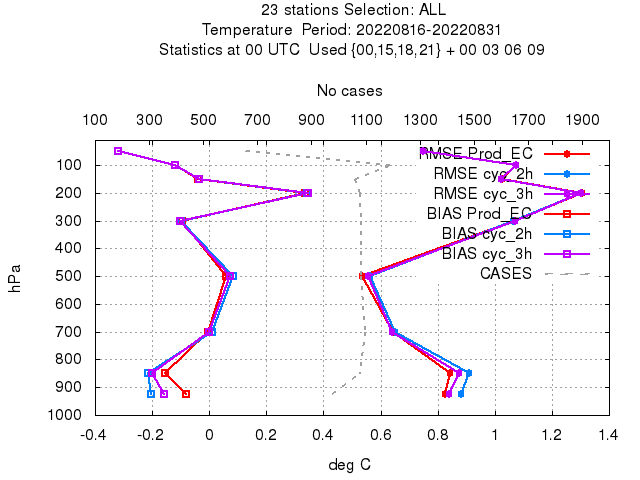 23 stations Selection: ALL
Temperature Period: 20220816-20220831
Statistics at 00 UTC Used {00,15,18,21} + 00 03 06 09
No cases
100 300 500 700 900 1100 1300 1500 1700 1900
RMSE Prod_EC
RMSE cyc_2h
RMSE cyc_3h
BIAS Prod_EC
BIAS cyc_2h
BIAS cyc_3h
CASES
hPa
100
200
300
400
500
600
700
800
900
1000
-0.4 -0.2 0 0.2 0.4 0.6 0.8 1 1.2 1.4
deg C